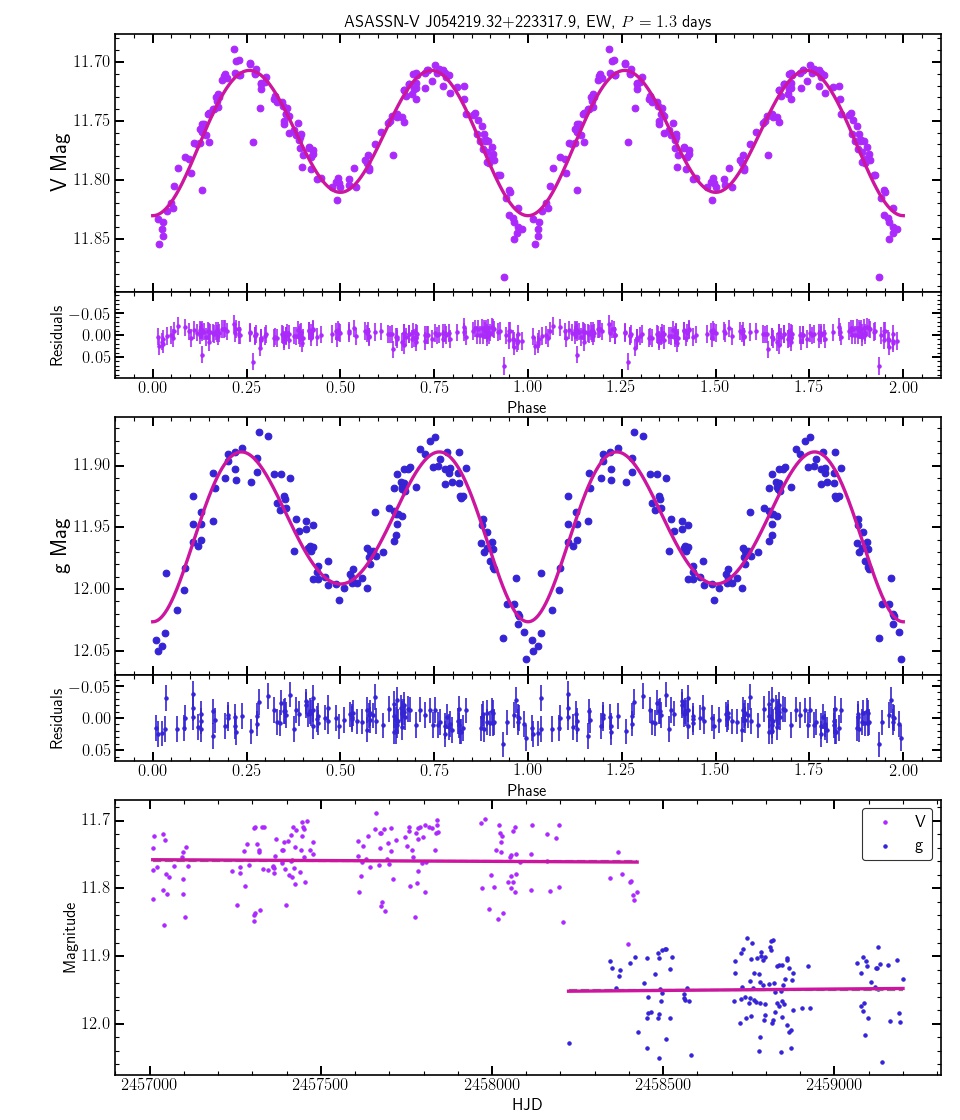 ASASSN-V J054219.32+223317.9, EW, P = 1.3 days
11.70
11.75
11.80
11.85
V Mag
−0.05
0.00
0.05
Residuals
0.00 0.25 0.50 0.75 1.00 1.25 1.50 1.75 2.00
Phase
11.90
11.95
12.00
12.05
g Mag
−0.05
0.00
0.05
Residuals
0.00 0.25 0.50 0.75 1.00 1.25 1.50 1.75 2.00
Phase
11.7
11.8
11.9
12.0
Magnitude
V
g
2457000 2457500 2458000 2458500 2459000
HJD